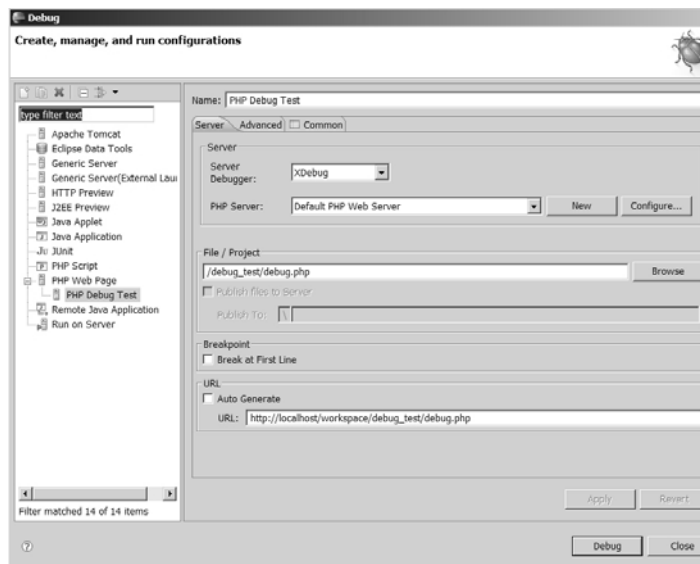 Debug
Create, manage, and run configurations
type filter text
Apache Tomcat
Eclipse Data Tools
Generic Server
Generic Server(External Laun
HTTP Preview
J2EE Preview
Java Applet
Java Application
JUnit
PHP Script
PHP Web Page
PHP Debug Test
Remote Java Application
Run on Server
Filter matched 14 of 14 items
Name: PHP Debug Test
Server Advanced Common
Server
Server Debugger: XDebug
PHP Server: Default PHP Web Server New Configure...
File / Project
/debug_test/debug.php Browse
Publish files to Server
Publish To: \
Breakpoint
Break at First Line
URL
Auto Generate
URL: http://localhost/workspace/debug_test/debug.php
Apply Revert
Debug Close